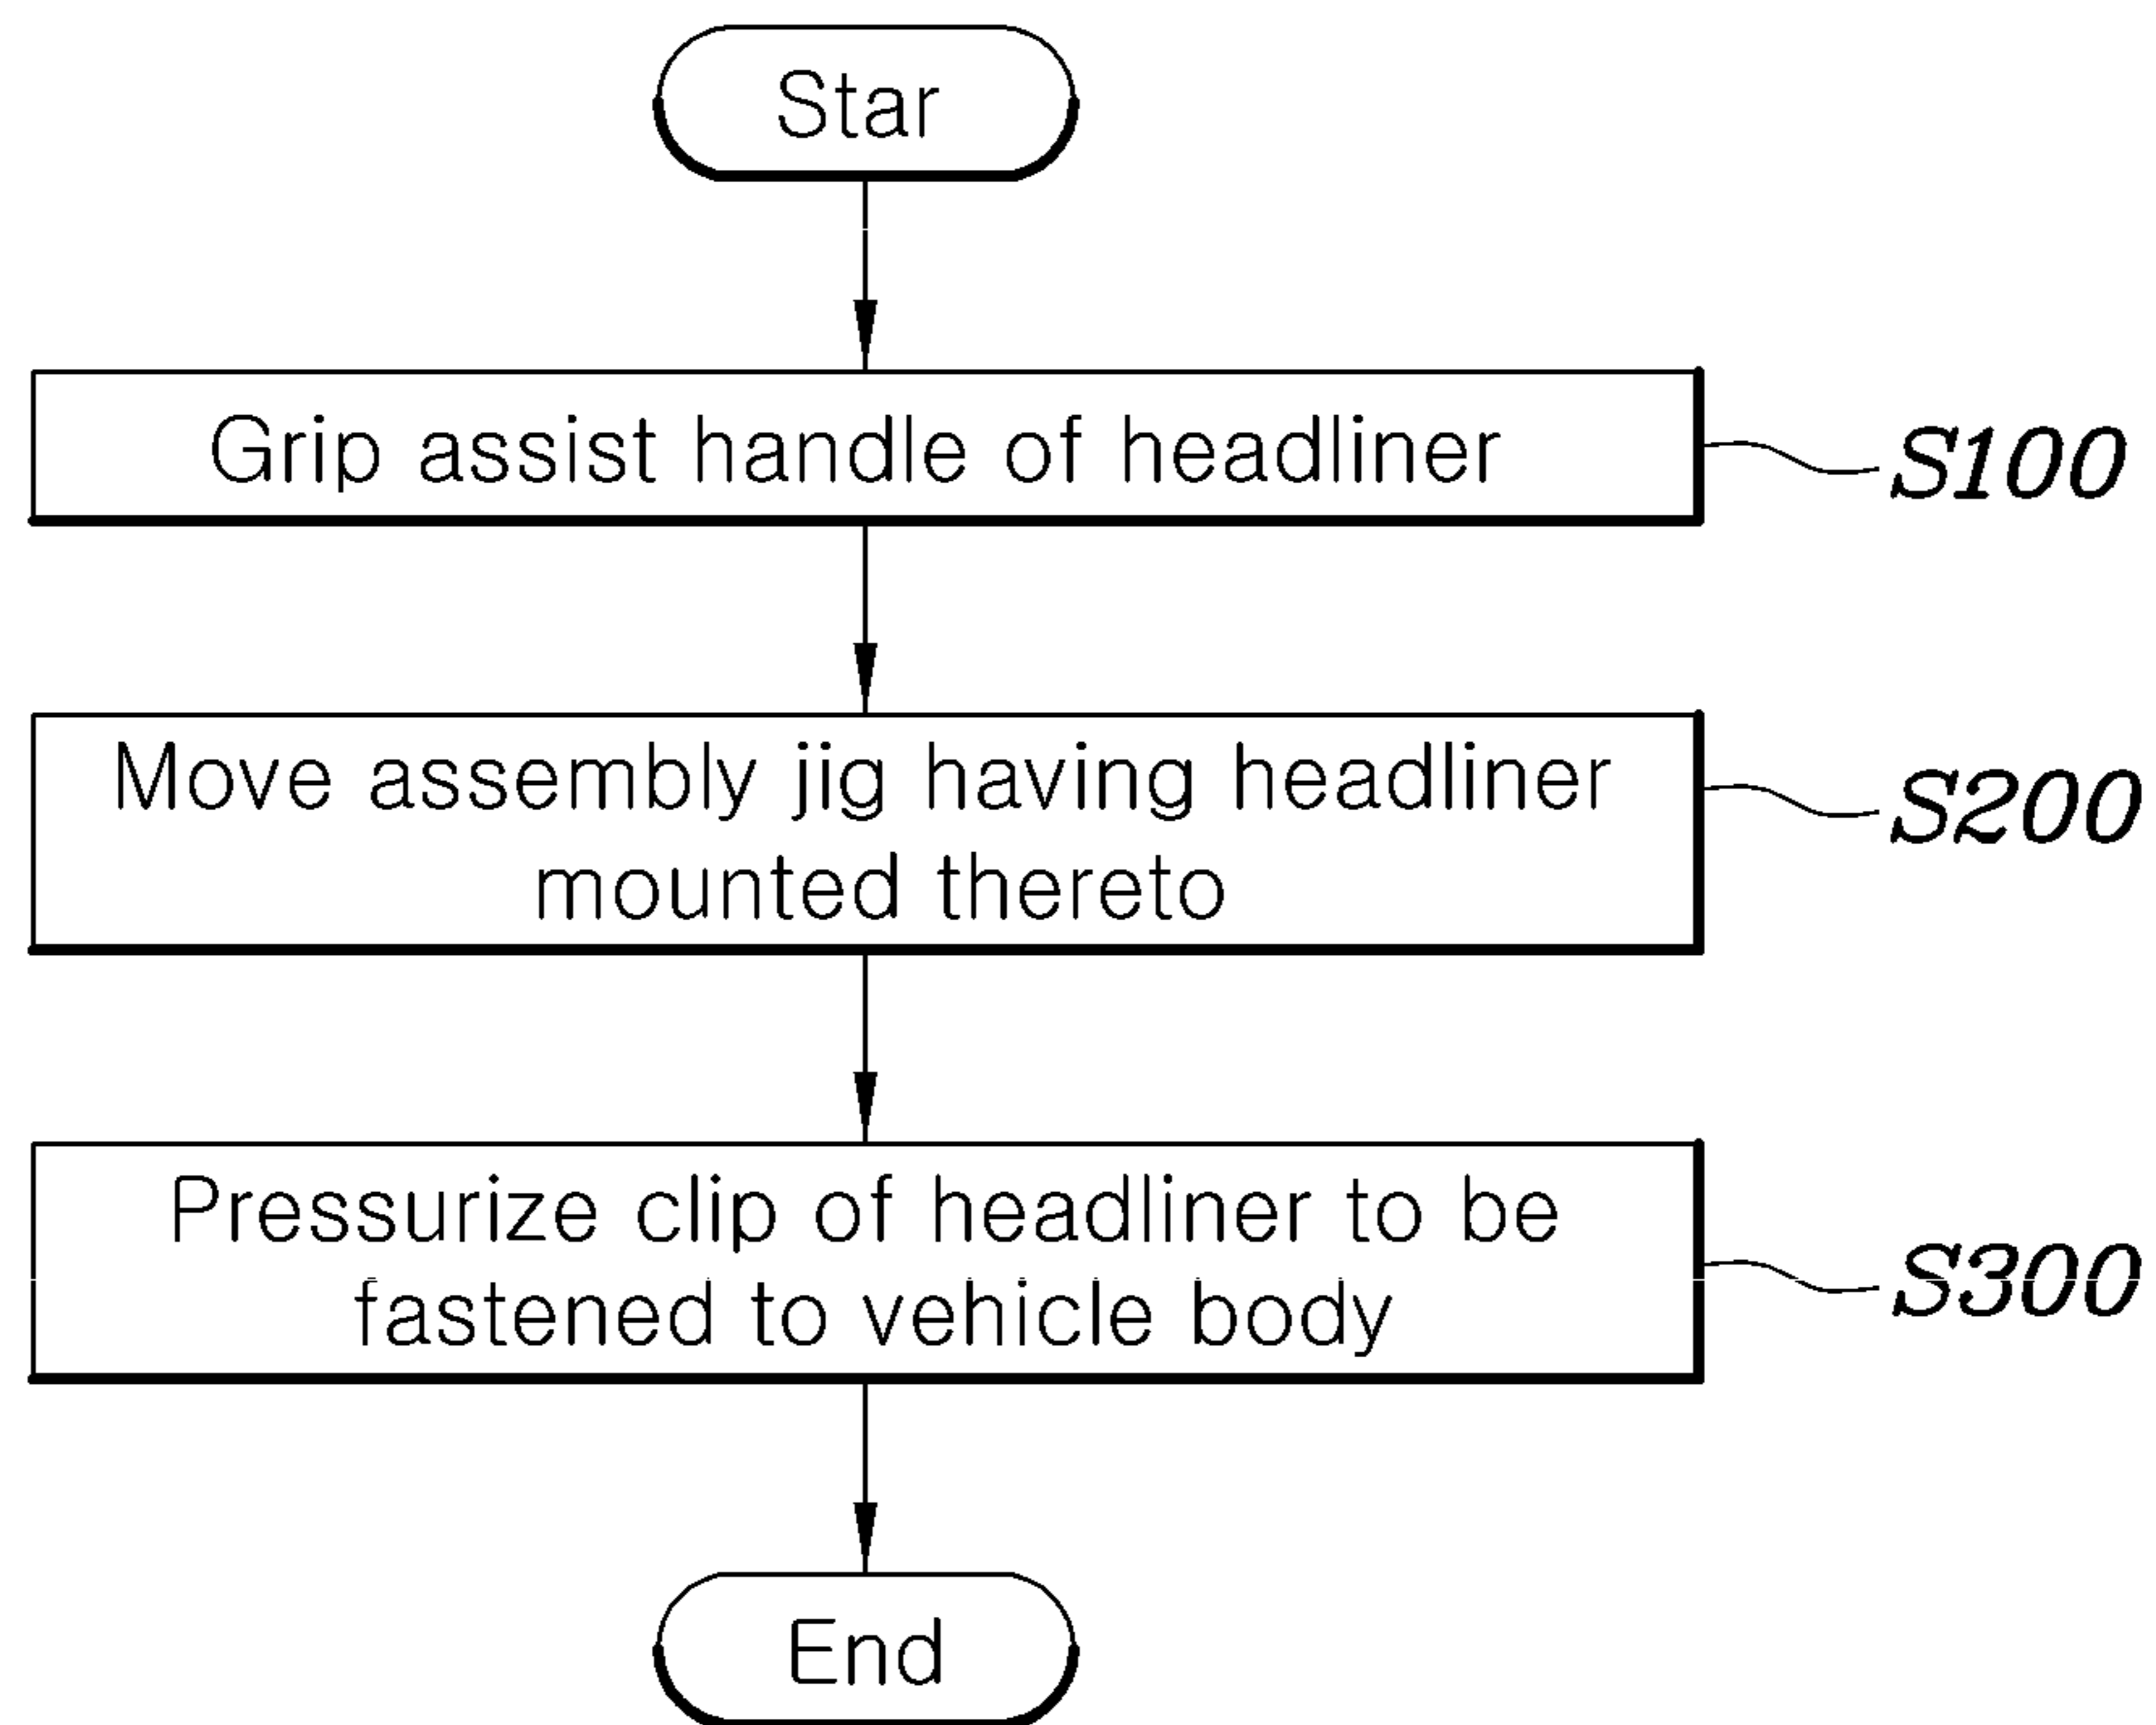 Star
Grip assist handle of headliner
S100
Move assembly jig having headliner
mounted thereto
S200
Pressurize clip of headliner to be
fastened to vehicle body
S300
End